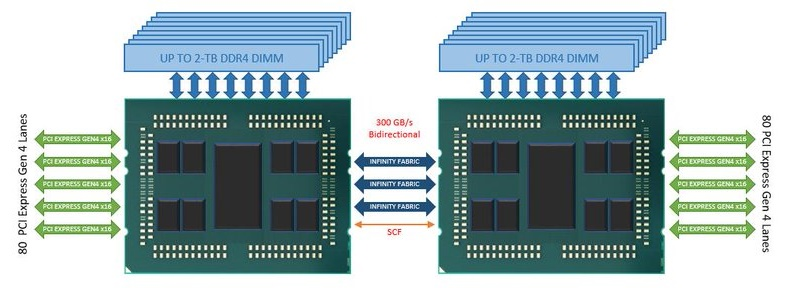 UP TO 2-TB DDR4 DIMM
UP TO 2-TB DDR4 DIMM
80 PCI Express Gen 4 Lanes
PCI EXPRESS GEN4 x16
PCI EXPRESS GEN4 x16
PCI EXPRESS GEN4 x16
PCI EXPRESS GEN4 x16
PCI EXPRESS GEN4 x16
300 GB/s
Bidirectional
INFINITY FABRIC
INFINITY FABRIC
INFINITY FABRIC
SCF
PCI EXPRESS GEN4 x16
PCI EXPRESS GEN4 x16
PCI EXPRESS GEN4 x16
PCI EXPRESS GEN4 x16
PCI EXPRESS GEN4 x16
80 PCI Express Gen 4 Lanes